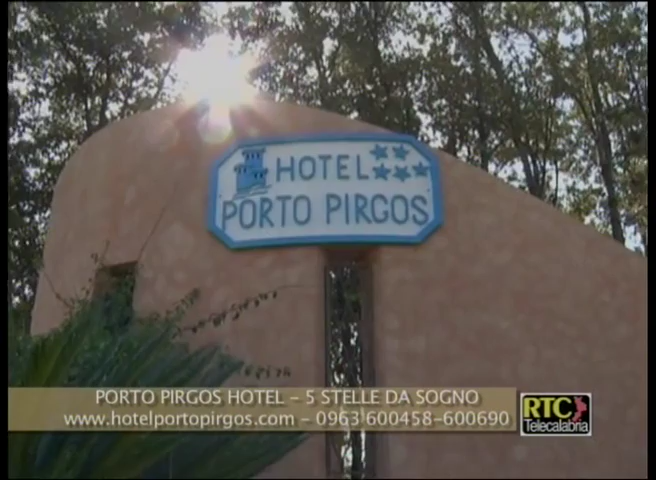 HOTEL
PORTO PIRGOS
PORTO PIRGOS HOTEL – 5 STELLE DA SOGNO
www.hotelportopirgos.com – 0963 600458-600690
RTC
Telecalabria